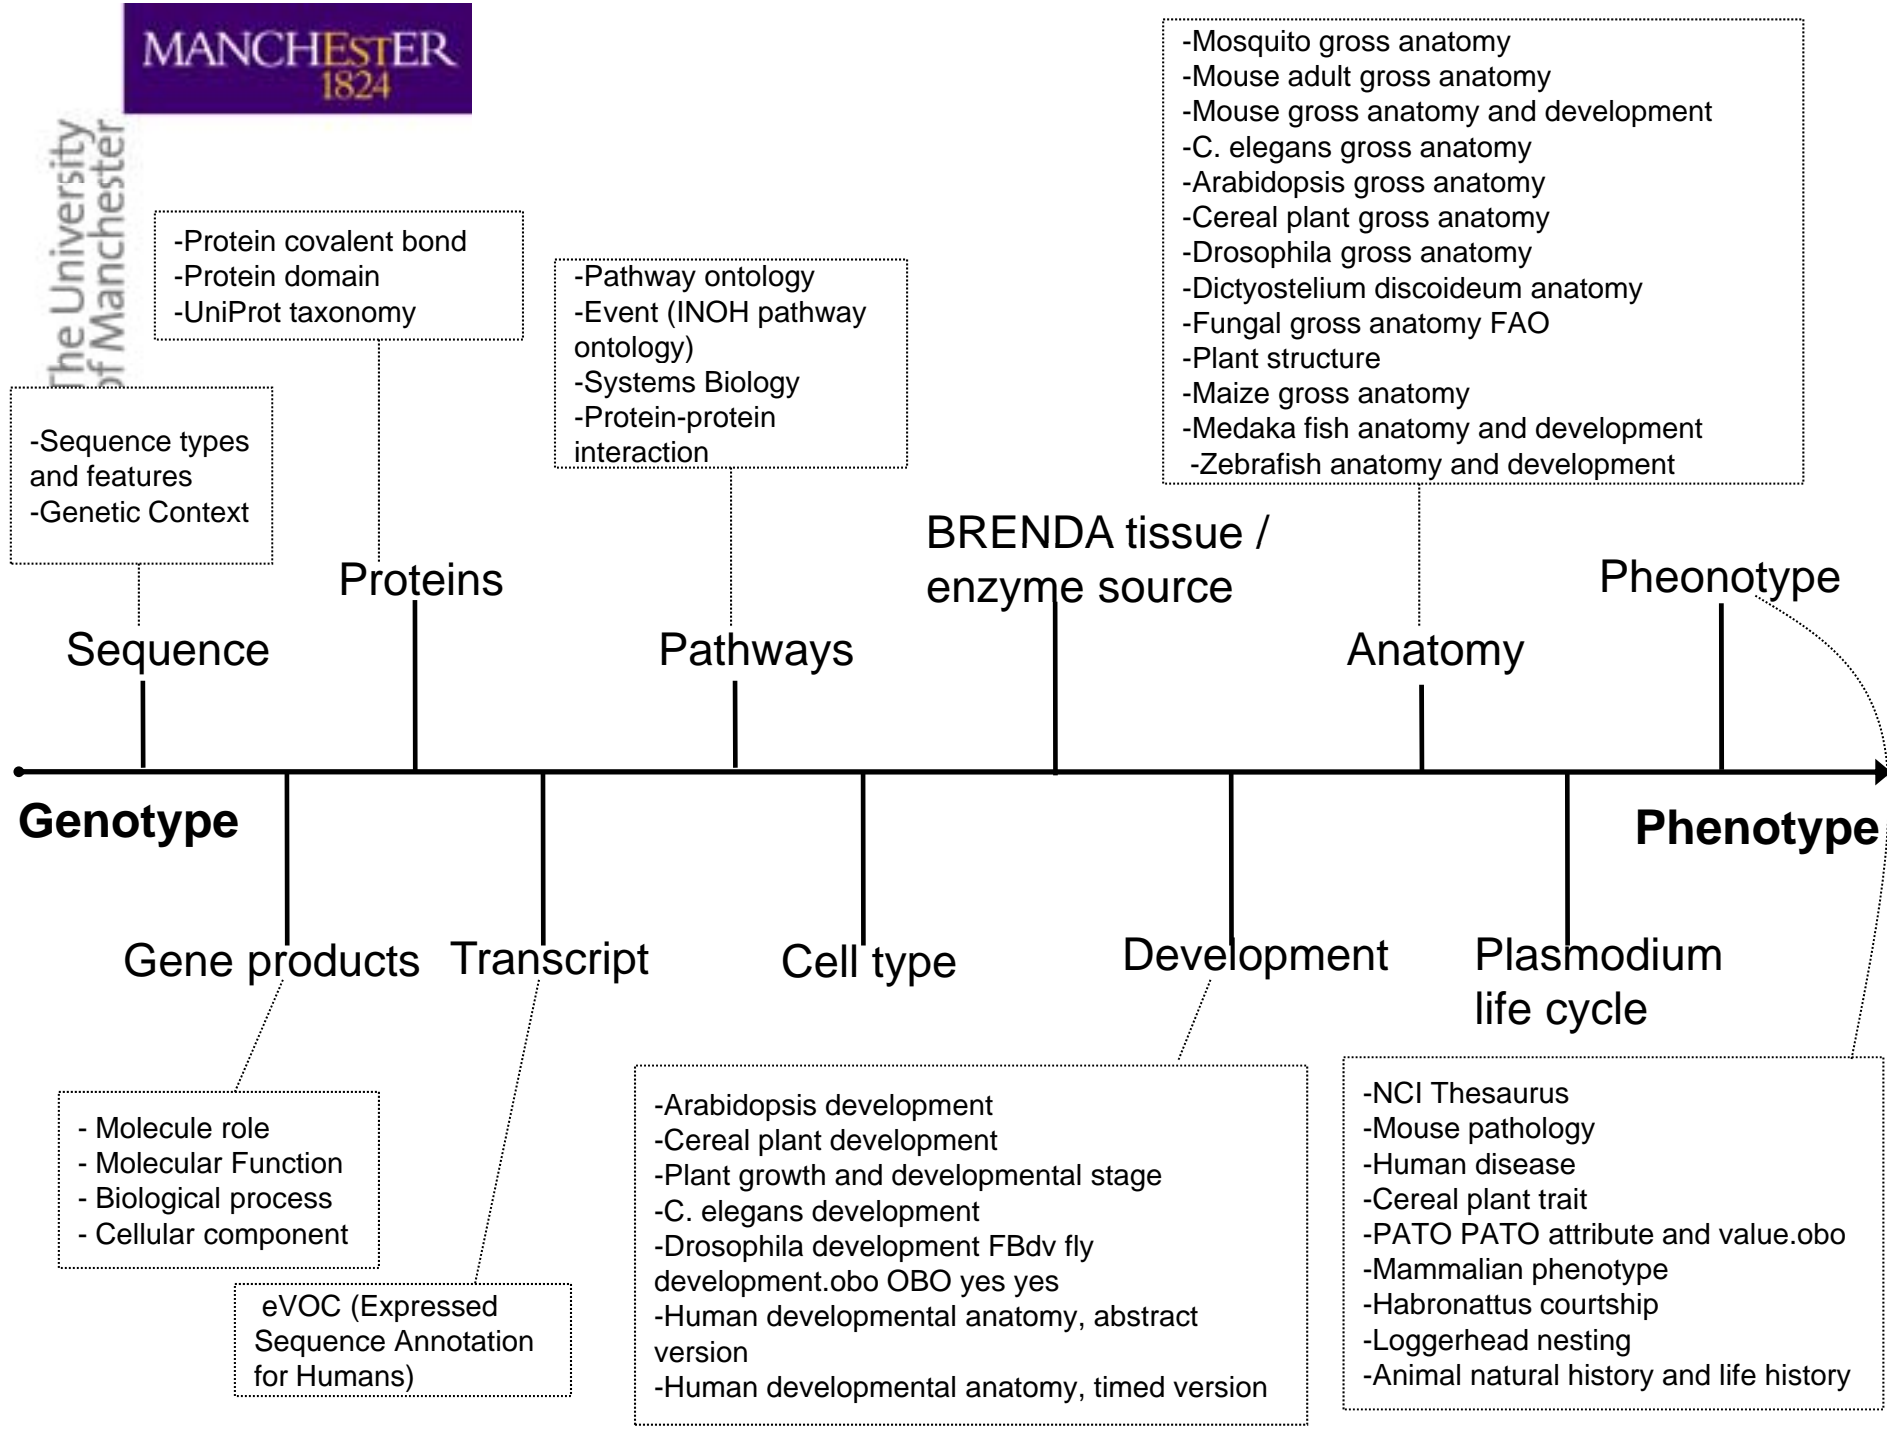 MANCHESTER
1824
The University
of Manchester
-Mosquito gross anatomy
-Mouse adult gross anatomy
-Mouse gross anatomy and development
-C. elegans gross anatomy
-Arabidopsis gross anatomy
-Cereal plant gross anatomy
-Drosophila gross anatomy
-Dictyostelium discoideum anatomy
-Fungal gross anatomy FAO
-Plant structure
-Maize gross anatomy
-Medaka fish anatomy and development
-Zebrafish anatomy and development
-Protein covalent bond
-Protein domain
-UniProt taxonomy
-Pathway ontology
-Event (INOH pathway
ontology)
-Systems Biology
-Protein-protein
interaction
-Sequence types
and features
-Genetic Context
Sequence
Proteins
Pathways
BRENDA tissue /
enzyme source
Anatomy
Pheonotype
Genotype
Phenotype
Gene products
Transcript
Cell type
Development
Plasmodium
life cycle
- Molecule role
- Molecular Function
- Biological process
- Cellular component
eVOC (Expressed
Sequence Annotation
for Humans)
-Arabidopsis development
-Cereal plant development
-Plant growth and developmental stage
-C. elegans development
-Drosophila development FBdv fly
development.obo OBO yes yes
-Human developmental anatomy, abstract
version
-Human developmental anatomy, timed version
-NCI Thesaurus
-Mouse pathology
-Human disease
-Cereal plant trait
-PATO PATO attribute and value.obo
-Mammalian phenotype
-Habronattus courtship
-Loggerhead nesting
-Animal natural history and life history